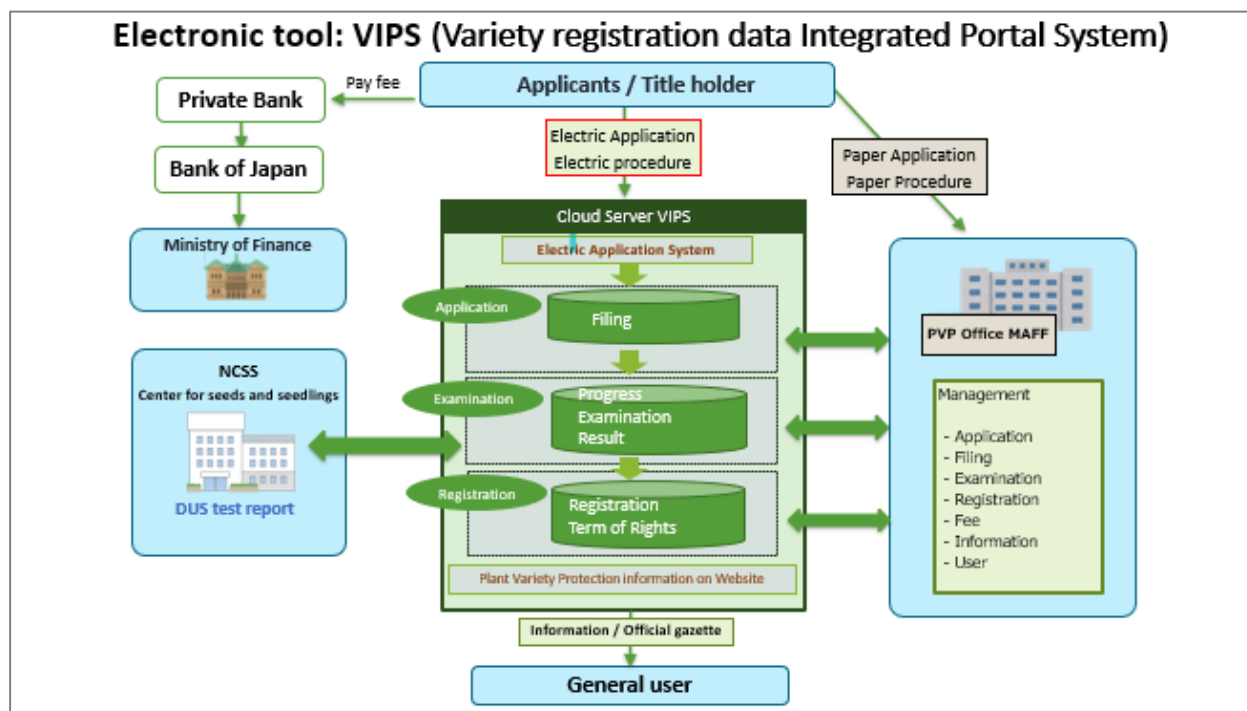 Electronic tool: VIPS (Variety registration data Integrated Portal System)
Applicants / Title holder
Pay fee
Private Bank
Bank of Japan
Ministry of Finance
Electric Application
Electric procedure
Paper Application
Paper Procedure
Cloud Server VIPS
Electric Application System
Application
Filing
Examination
Progress
Examination
Result
Registration
Registration
Term of Rights
Plant Variety Protection information on Website
NCSS
Center for seeds and seedlings
DUS test report
PVP Office MAFF
Management
- Application
- Filing
- Examination
- Registration
- Fee
- Information
- User
Information / Official gazette
General user